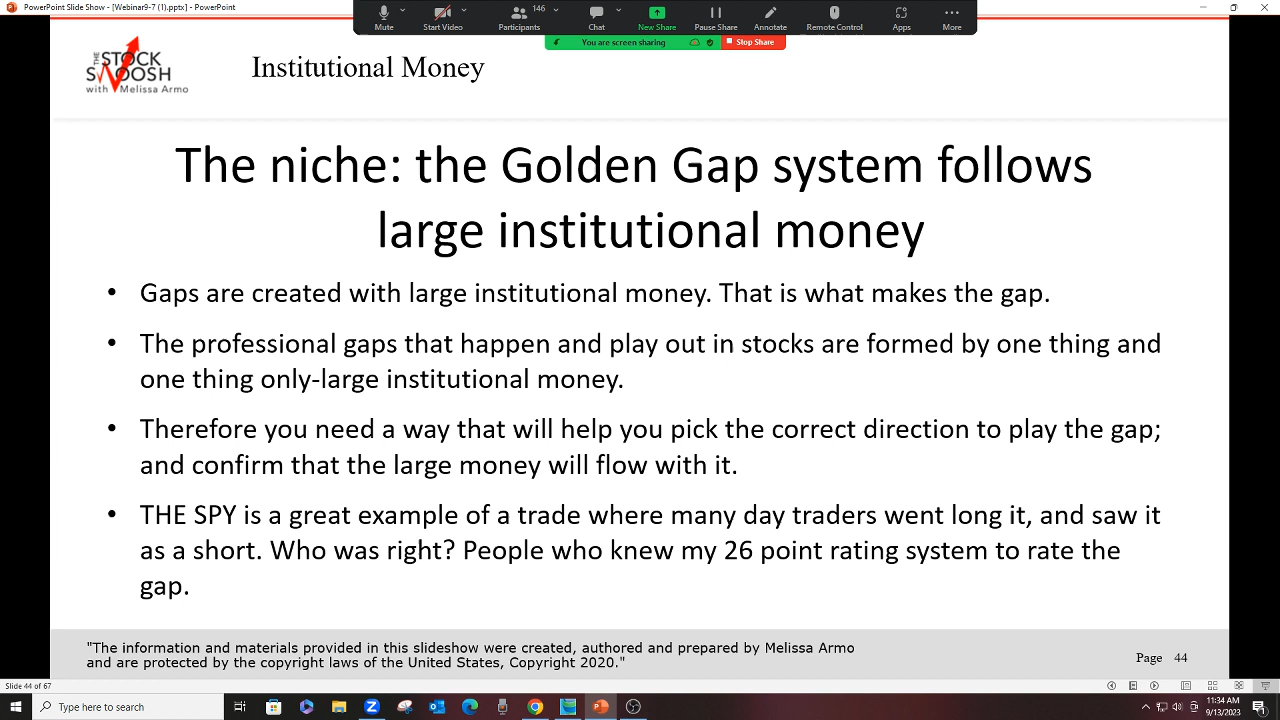 PowerPoint Slide Show - [Webinar9-7 (1).pptx] - PowerPoint
146
Mute
Start Video
Participants
Chat
New Share
Pause Share
Annotate
Remote Control
Apps
More
You are screen sharing
Stop Share
THE STOCK
SWOOSH
with Melissa Armo
Institutional Money
The niche: the Golden Gap system follows
large institutional money
• Gaps are created with large institutional money. That is what makes the gap.
• The professional gaps that happen and play out in stocks are formed by one thing and
one thing only-large institutional money.
• Therefore you need a way that will help you pick the correct direction to play the gap;
and confirm that the large money will flow with it.
• THE SPY is a great example of a trade where many day traders went long it, and saw it
as a short. Who was right? People who knew my 26 point rating system to rate the
gap.
"The information and materials provided in this slideshow were created, authored and prepared by Melissa Armo
and are protected by the copyright laws of the United States, Copyright 2020."
Page 44
Slide 44 of 67
Type here to search
11:34 AM
9/13/2023